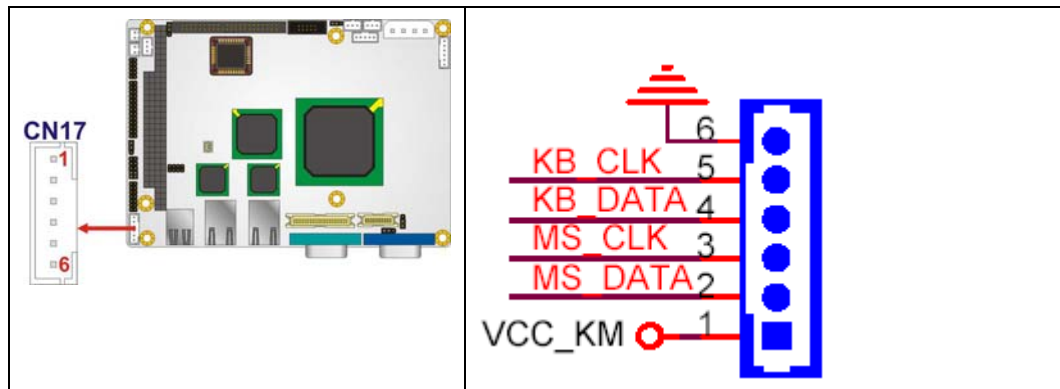 CN17
1
6
6
KB_CLK 5
KB_DATA 4
MS_CLK 3
MS_DATA 2
VCC_KM 1